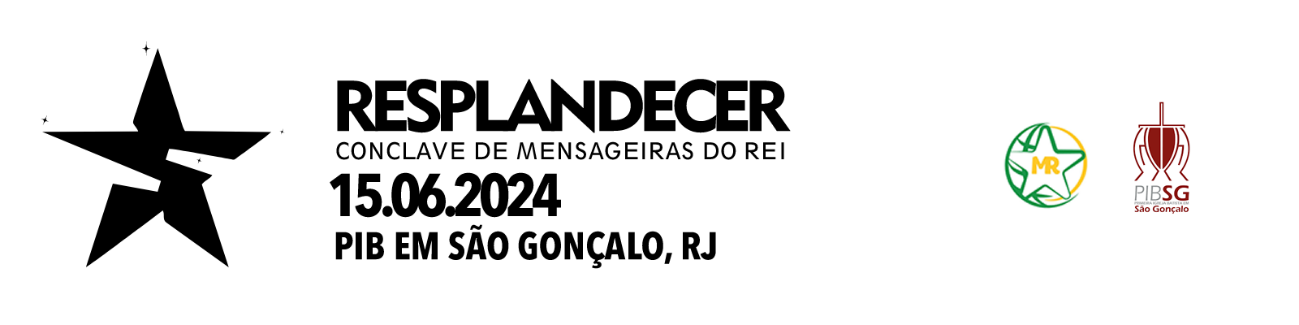 RESPLANDECER
CONCLAVE DE MENSAGEIRAS DO REI
15.06.2024
PIB EM SÃO GONÇALO, RJ
MR
PIBSG
São Gonçalo